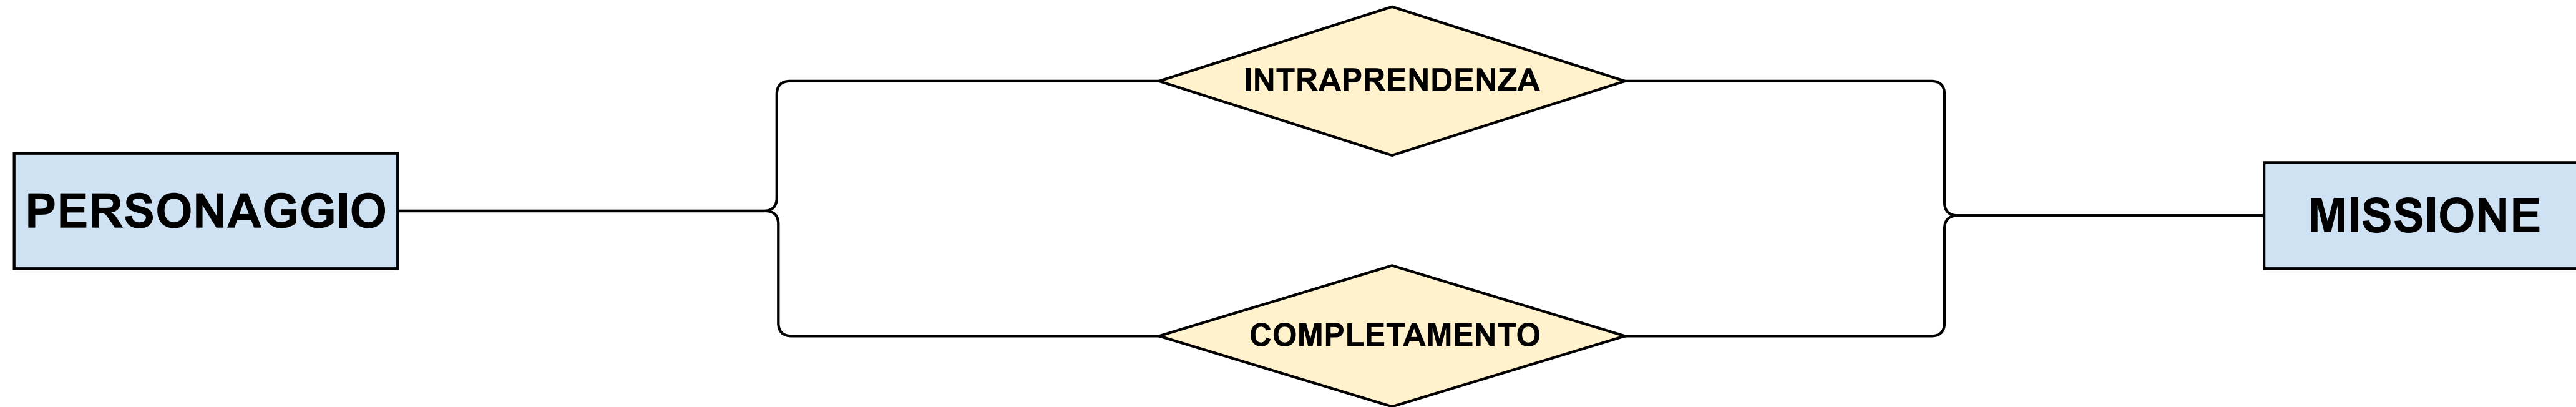 INTRAPRENDENZA
PERSONAGGIO
MISSIONE
COMPLETAMENTO